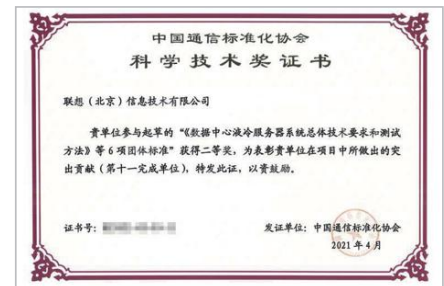 中国通信标准化协会
科学技术奖证书
联想（北京）信息技术有限公司
贵单位参与起草的“《数据中心液冷服务器系统总体技术要求和测试
方法》等6项团体标准”获得二等奖，为表彰贵单位在项目中所做出的突
出贡献（第十一完成单位），特发此证，以资鼓励。
证书号：
发证单位：中国通信标准化协会
2021年4月